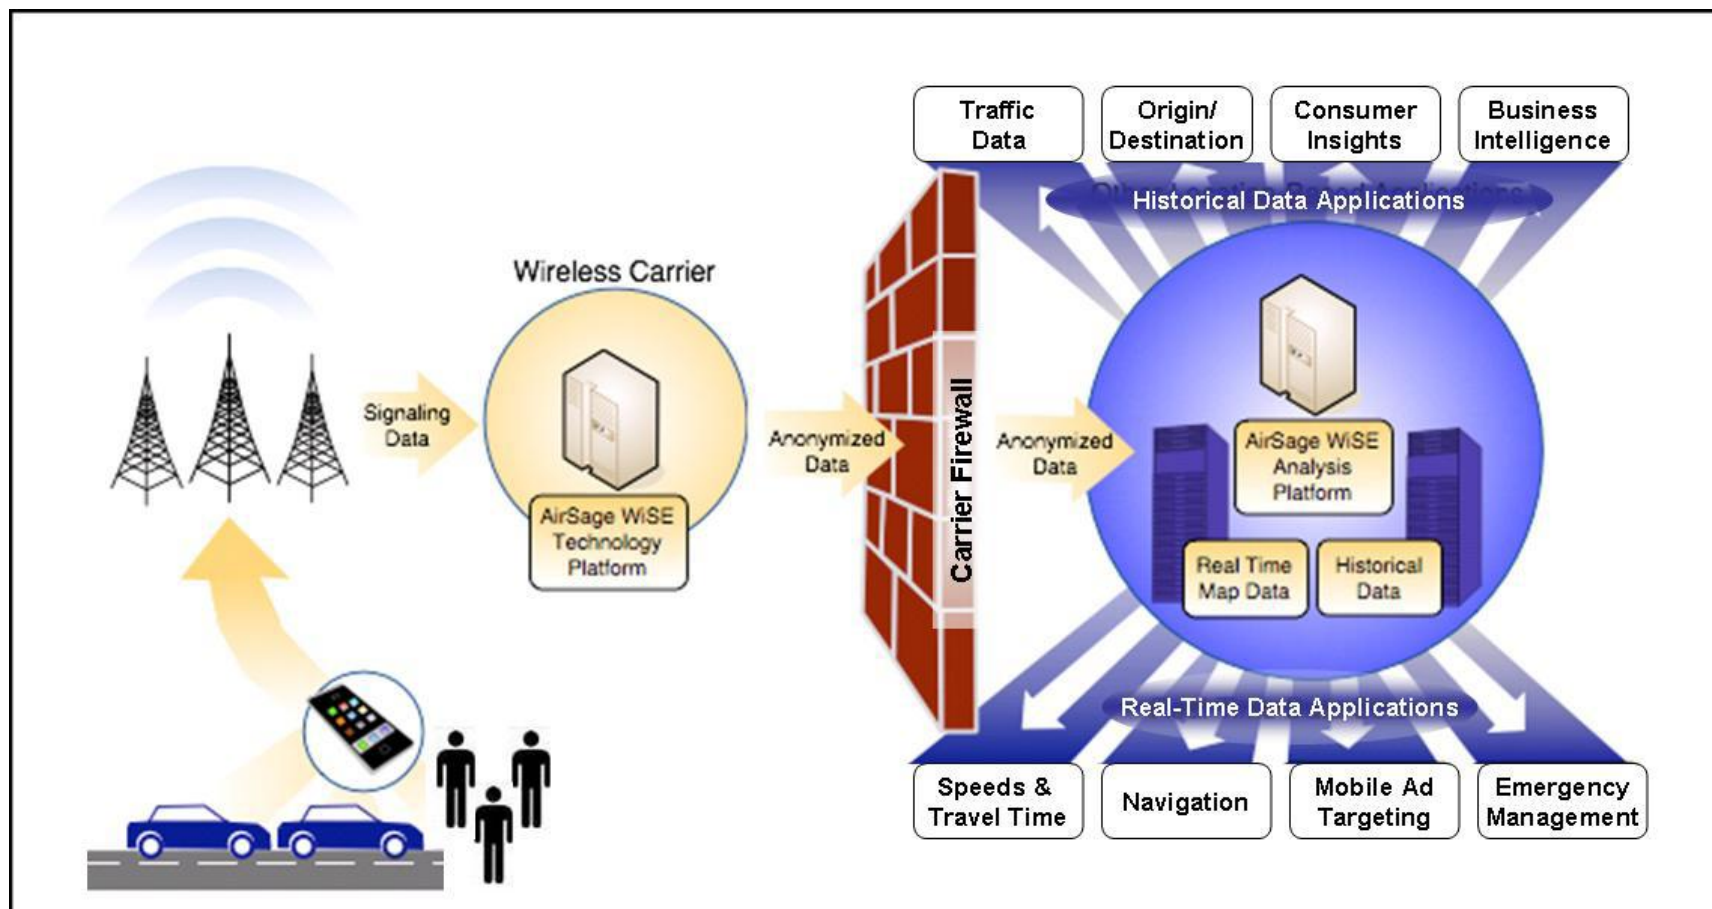 Traffic
Data
Origin/
Destination
Consumer
Insights
Business
Intelligence
Historical Data Applications
Wireless Carrier
Signaling
Data
AirSage WiSE
Technology
Platform
Anonymized
Data
Carrier Firewall
Anonymized
Data
AirSage WiSE
Analysis
Platform
Real Time
Map Data
Historical
Data
Real-Time Data Applications
Speeds &
Travel Time
Navigation
Mobile Ad
Targeting
Emergency
Management